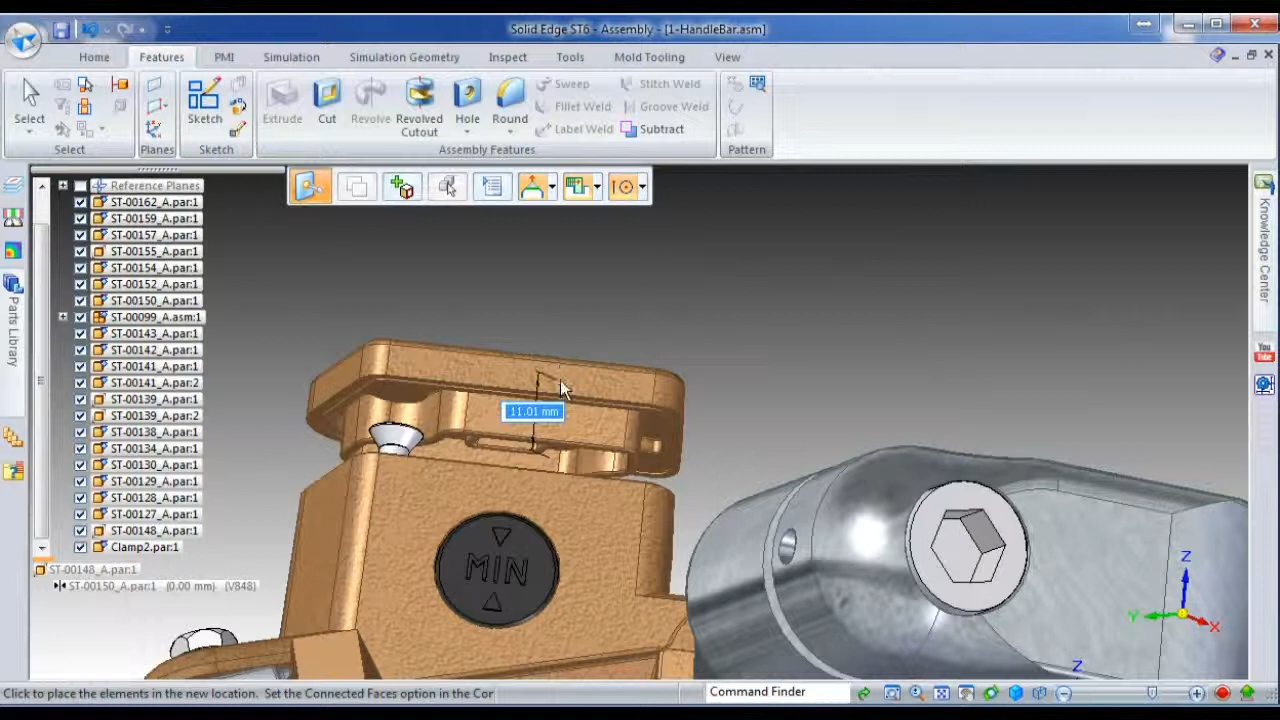 Solid Edge ST6 - Assembly - [1-HandleBar.asm]
Home Features PMI Simulation Simulation Geometry Inspect Tools Mold Tooling View
Select
Select
Planes
Sketch
Sketch
Extrude Cut Revolve Revolved Cutout Hole Round
Sweep Stitch Weld
Fillet Weld Groove Weld
Label Weld Subtract
Assembly Features
Pattern
Reference Planes
ST-00162_A.par:1
ST-00159_A.par:1
ST-00157_A.par:1
ST-00155_A.par:1
ST-00154_A.par:1
ST-00152_A.par:1
ST-00150_A.par:1
ST-00099_A.asm:1
ST-00143_A.par:1
ST-00142_A.par:1
ST-00141_A.par:1
ST-00141_A.par:2
ST-00139_A.par:1
ST-00139_A.par:2
ST-00138_A.par:1
ST-00134_A.par:1
ST-00130_A.par:1
ST-00129_A.par:1
ST-00128_A.par:1
ST-00127_A.par:1
ST-00148_A.par:1
Clamp2.par:1
ST-00148_A.par:1
ST-00150_A.par:1 (0.00 mm) (V848)
Parts Library
11.01 mm
MIN
Knowledge Center
You Tube
Z
Y
X
Z
Click to place the elements in the new location. Set the Connected Faces option in the Cor
Command Finder